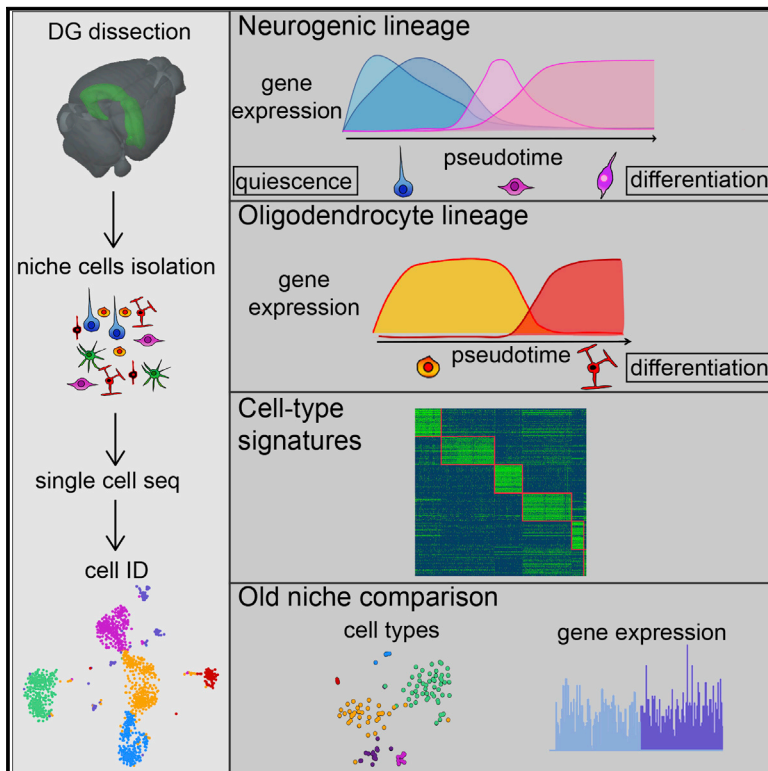 DG dissection
niche cells isolation
single cell seq
cell ID
Neurogenic lineage
gene
expression
pseudotime
quiescence
differentiation
Oligodendrocyte lineage
gene
expression
pseudotime
differentiation
Cell-type
signatures
Old niche comparison
cell types
gene expression